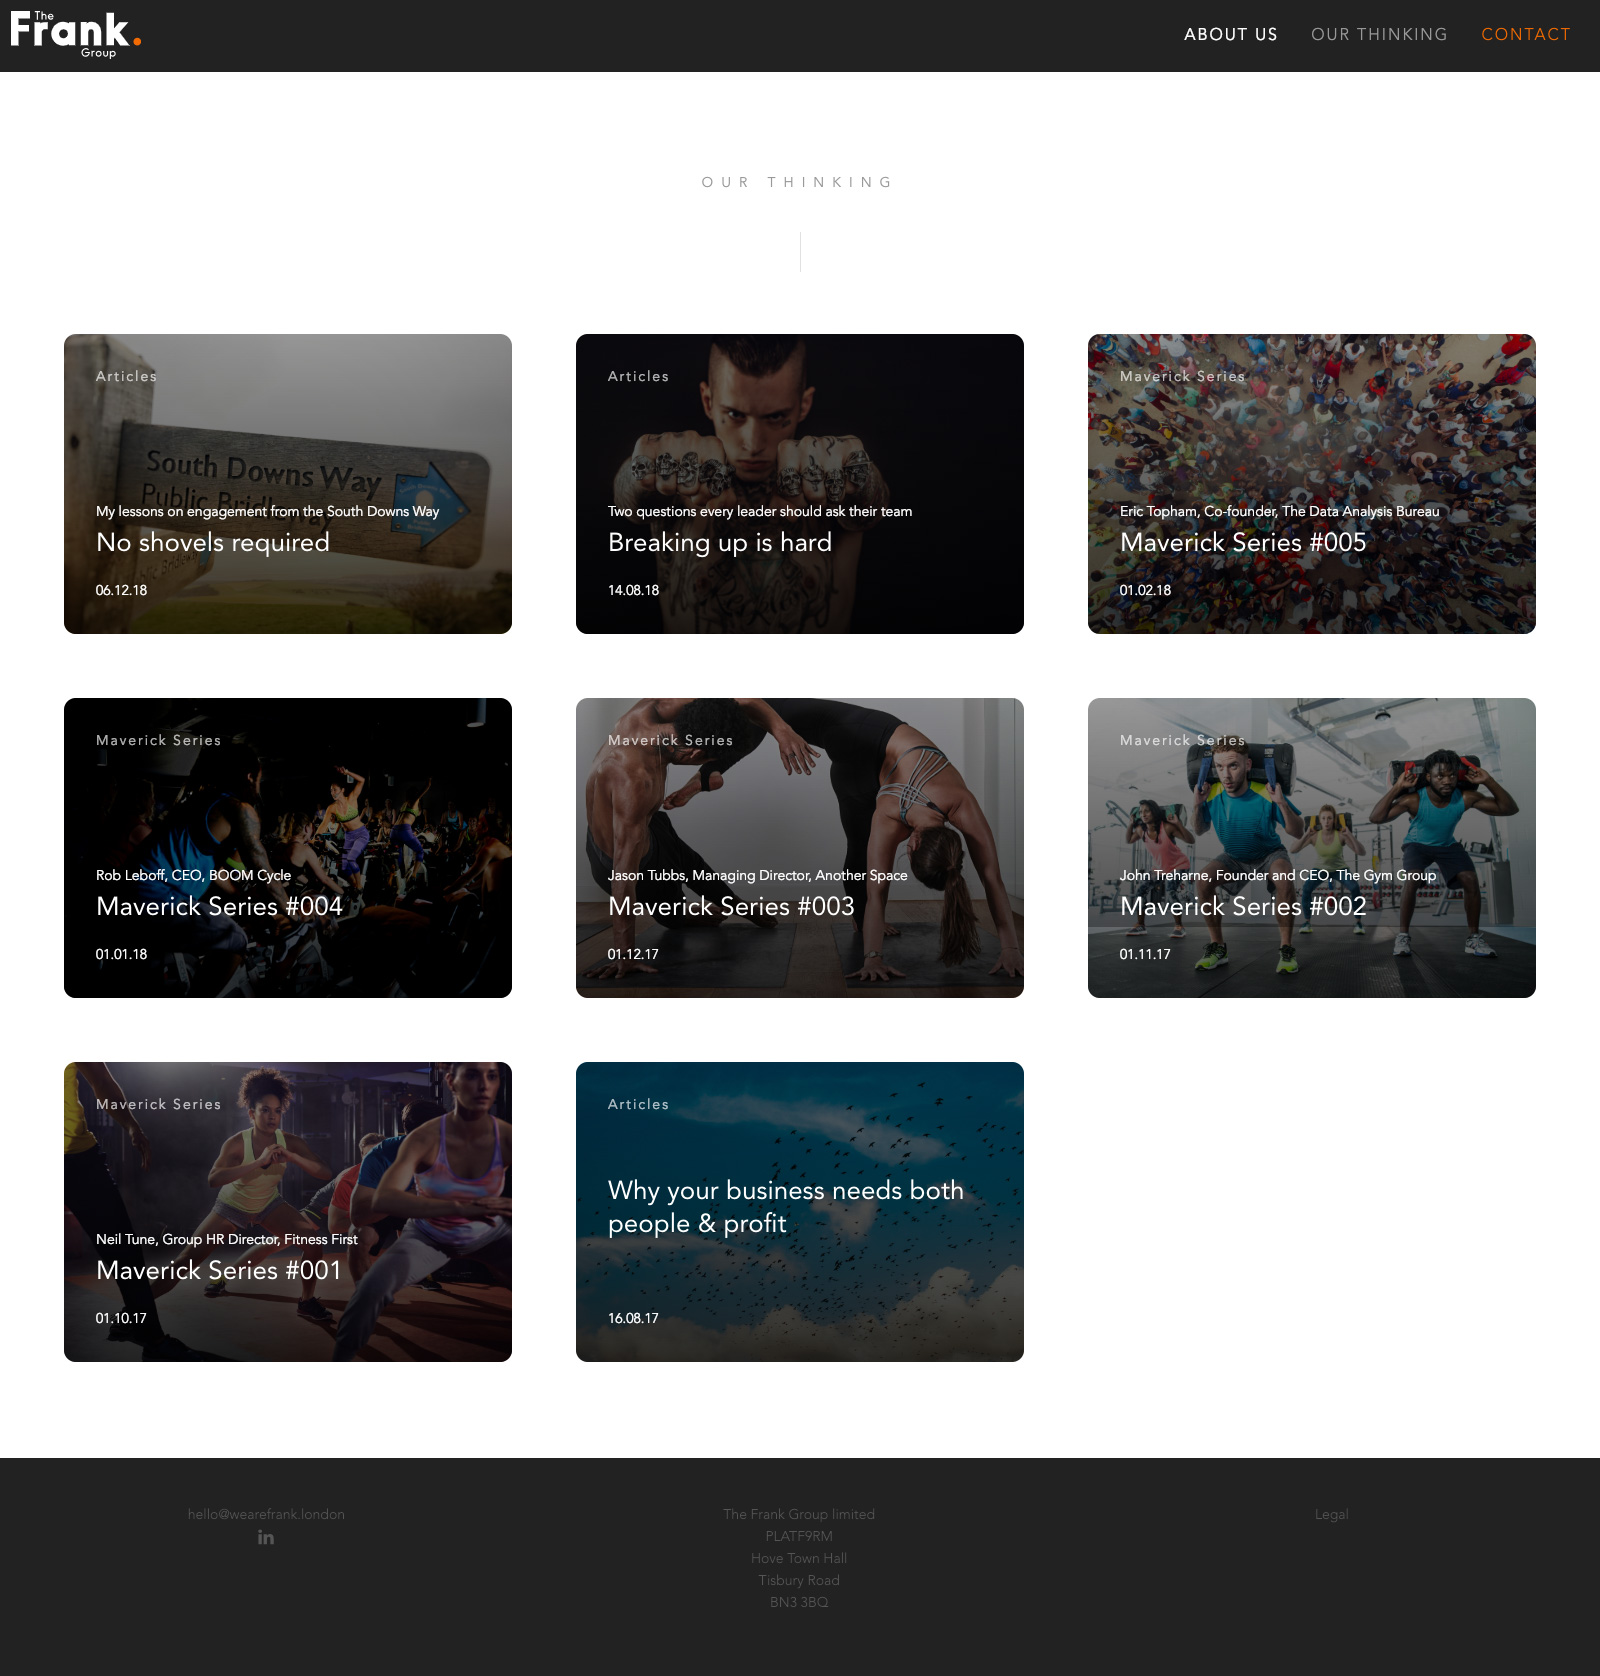 The
Frank.
Group
ABOUT US
OUR THINKING
CONTACT
OUR THINKING
Articles
South Downs Way
Public Bridleway
My lessons on engagement from the South Downs Way
No shovels required
06.12.18
Articles
Two questions every leader should ask their team
Breaking up is hard
14.08.18
Maverick Series
Eric Topham, Co-founder, The Data Analysis Bureau
Maverick Series #005
01.02.18
Maverick Series
Rob Leboff, CEO, BOOM Cycle
Maverick Series #004
01.01.18
Maverick Series
Jason Tubbs, Managing Director, Another Space
Maverick Series #003
01.12.17
Maverick Series
John Treharne, Founder and CEO, The Gym Group
Maverick Series #002
01.11.17
Maverick Series
Neil Tune, Group HR Director, Fitness First
Maverick Series #001
01.10.17
Articles
Why your business needs both
people & profit
16.08.17
hello@wearefrank.london
in
The Frank Group limited
PLATF9RM
Hove Town Hall
Tisbury Road
BN3 3BQ
Legal